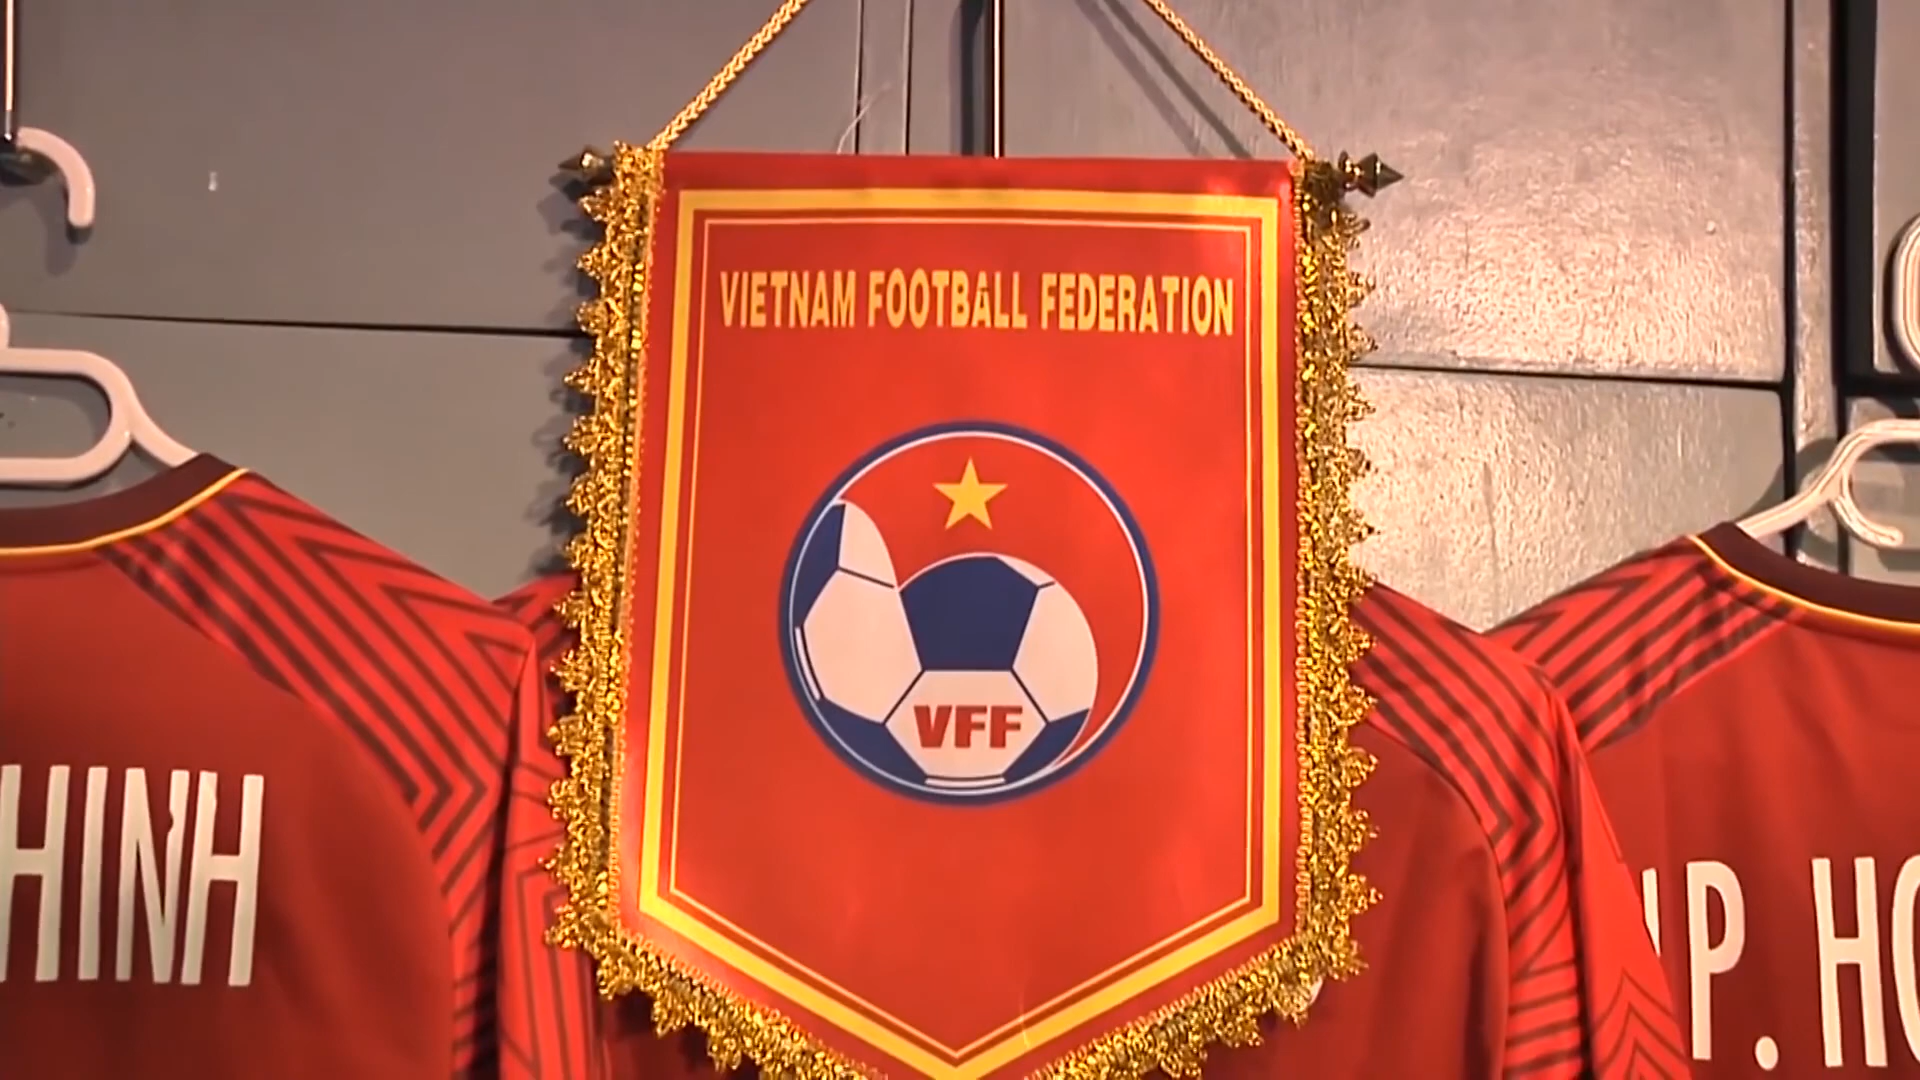 VIETNAM FOOTBALL FEDERATION
VFF
HINH
P. HO